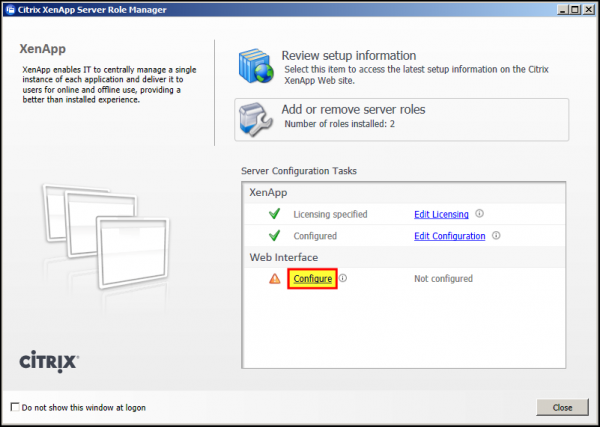 Citrix XenApp Server Role Manager
XenApp
XenApp enables IT to centrally manage a single
instance of each application and deliver it to
users for online and offline use, providing a
better than installed experience.
Review setup information
Select this item to access the latest setup information on the Citrix
XenApp Web site.
Add or remove server roles
Number of roles installed: 2
Server Configuration Tasks
XenApp
Licensing specified Edit Licensing
Configured Edit Configuration
Web Interface
Configure Not configured
CİTRIX
Do not show this window at logon
Close